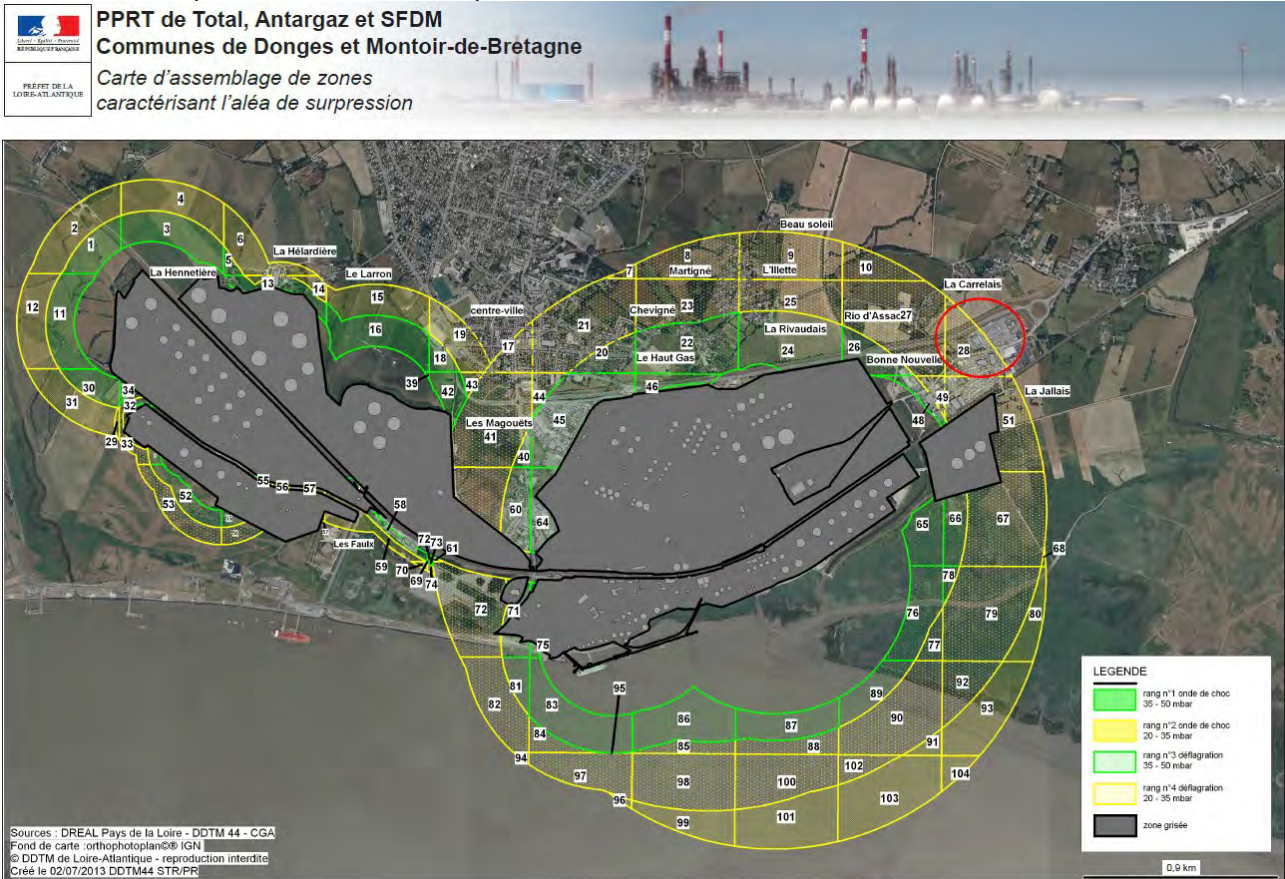 PPRT de Total, Antargaz et SFDM
Communes de Donges et Montoir-de-Bretagne
Carte d'assemblage de zones
caractérisant l'aléa de surpression
Liberté • Égalité • Fraternité
RÉPUBLIQUE FRANÇAISE
PRÉFET DE LA
LOIRE-ATLANTIQUE
4
2
3
6
1
5
La Hélardière
La Hennetière
13
14
Le Larron
12
11
15
16
centre-ville
19
17
18
39
42
43
30
31
34
32
29
33
Beau soleil
8
9
7
Martigné
L'Illette
10
La Carrelais
Chevigné
23
25
21
22
La Rivaudais
Rio d'Assac
27
20
Le Haut Gas
24
26
28
Bonne Nouvelle
46
44
45
49
La Jallais
48
51
Les Magouëts
41
40
60
64
55
56
57
52
53
58
Les Faulx
72
73
61
59
70
69
74
72
71
75
65
66
67
68
78
76
79
80
77
81
82
83
84
95
86
85
87
88
89
90
92
93
91
94
97
96
98
99
100
101
102
103
104
LEGENDE
rang n°1 onde de choc
35 - 50 mbar
rang n°2 onde de choc
20 - 35 mbar
rang n°3 déflagration
35 - 50 mbar
rang n°4 déflagration
20 - 35 mbar
zone grisée
0,9 km
Sources : DREAL Pays de la Loire - DDTM 44 - CGA
Fond de carte :orthophotoplan©® IGN
© DDTM de Loire-Atlantique - reproduction interdite
Créé le 02/07/2013 DDTM44 STR/PR